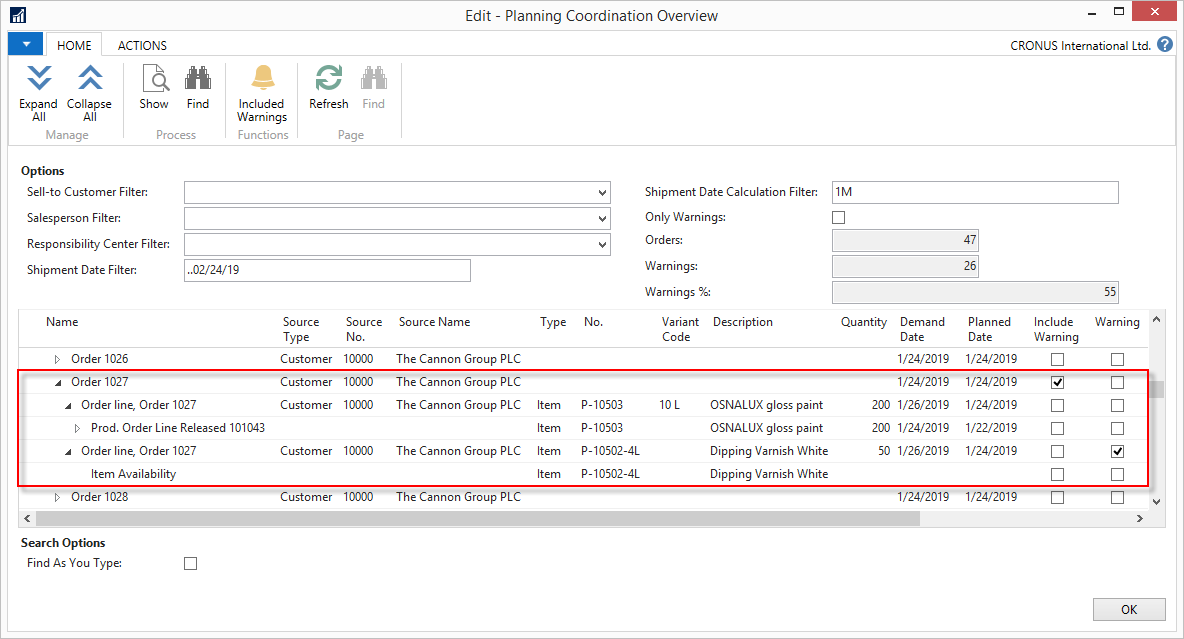 Edit - Planning Coordination Overview
HOME ACTIONS CRONUS International Ltd.
Expand All Collapse All Show Find Included Warnings Refresh Find
Manage Process Functions Page
Options
Sell-to Customer Filter: Shipment Date Calculation Filter: 1M
Salesperson Filter: Only Warnings:
Responsibility Center Filter: Orders: 47
Shipment Date Filter: ..02/24/19 Warnings: 26
Warnings %: 55
Name Source Type Source No. Source Name Type No. Variant Code Description Quantity Demand Date Planned Date Include Warning Warning
Order 1026 Customer 10000 The Cannon Group PLC 1/24/2019 1/24/2019
Order 1027 Customer 10000 The Cannon Group PLC 1/24/2019 1/24/2019
Order line, Order 1027 Customer 10000 The Cannon Group PLC Item P-10503 10 L OSNALUX gloss paint 200 1/26/2019 1/24/2019
Prod. Order Line Released 101043 Item P-10503 OSNALUX gloss paint 200 1/24/2019 1/22/2019
Order line, Order 1027 Customer 10000 The Cannon Group PLC Item P-10502-4L Dipping Varnish White 50 1/26/2019 1/24/2019
Item Availability Item P-10502-4L Dipping Varnish White
Order 1028 Customer 10000 The Cannon Group PLC 1/24/2019 1/24/2019
Search Options
Find As You Type:
OK